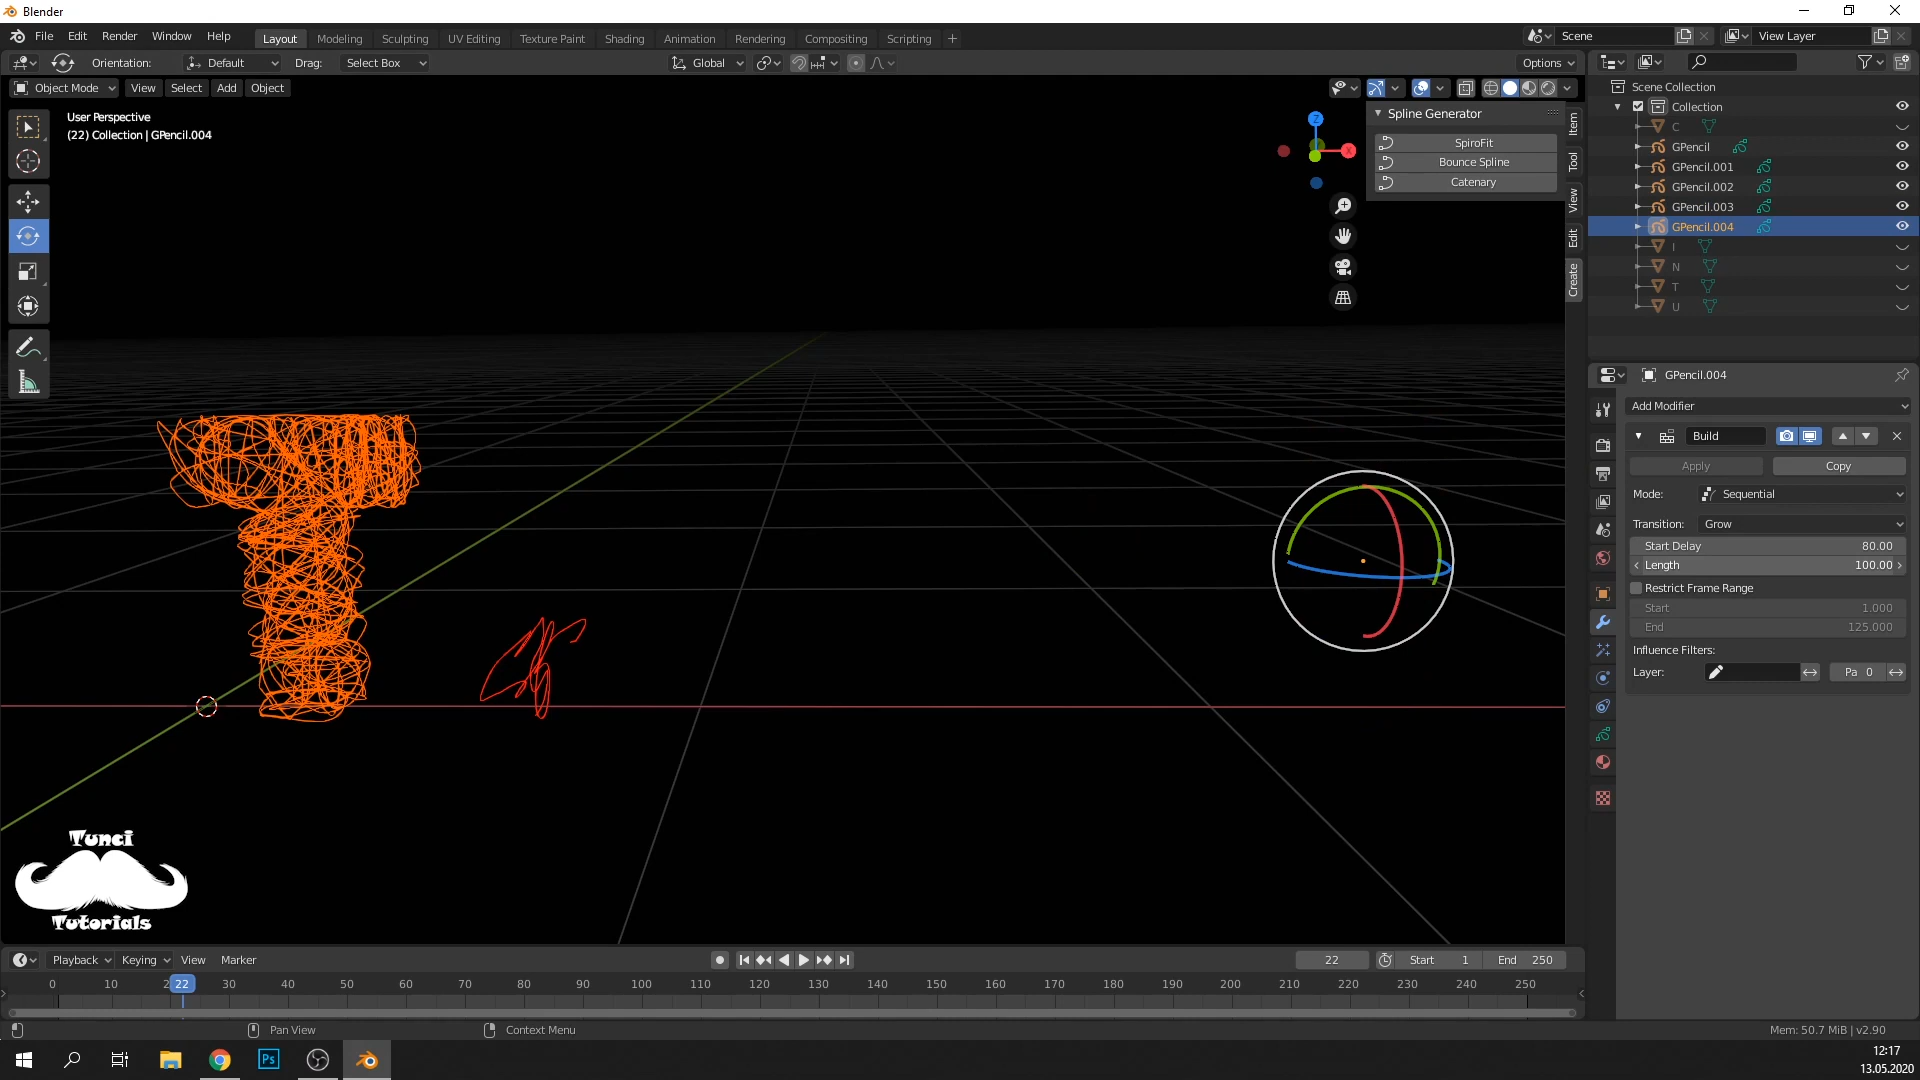 Blender
File Edit Render Window Help Layout Modeling Sculpting UV Editing Texture Paint Shading Animation Rendering Compositing Scripting + Scene View Layer
Orientation: Default Drag: Select Box Global Options
Object Mode View Select Add Object
User Perspective
(22) Collection | GPencil.004
Z
X
Spline Generator
SpiroFit
Bounce Spline
Catenary
Item
Tool
View
Edit
Create
Scene Collection
Collection
C
GPencil
GPencil.001
GPencil.002
GPencil.003
GPencil.004
I
N
T
U
GPencil.004
Add Modifier
Build
Apply Copy
Mode: Sequential
Transition: Grow
Start Delay 80.00
Length 100.00
Restrict Frame Range
Start 1.000
End 125.000
Influence Filters:
Layer: Pa 0
Tunci
Tutorials
Playback Keying View Marker 22 Start 1 End 250
0 10 2 22 30 40 50 60 70 80 90 100 110 120 130 140 150 160 170 180 190 200 210 220 230 240 250
Pan View Context Menu Mem: 50.7 MiB | v2.90
Ps
12:17
13.05.2020